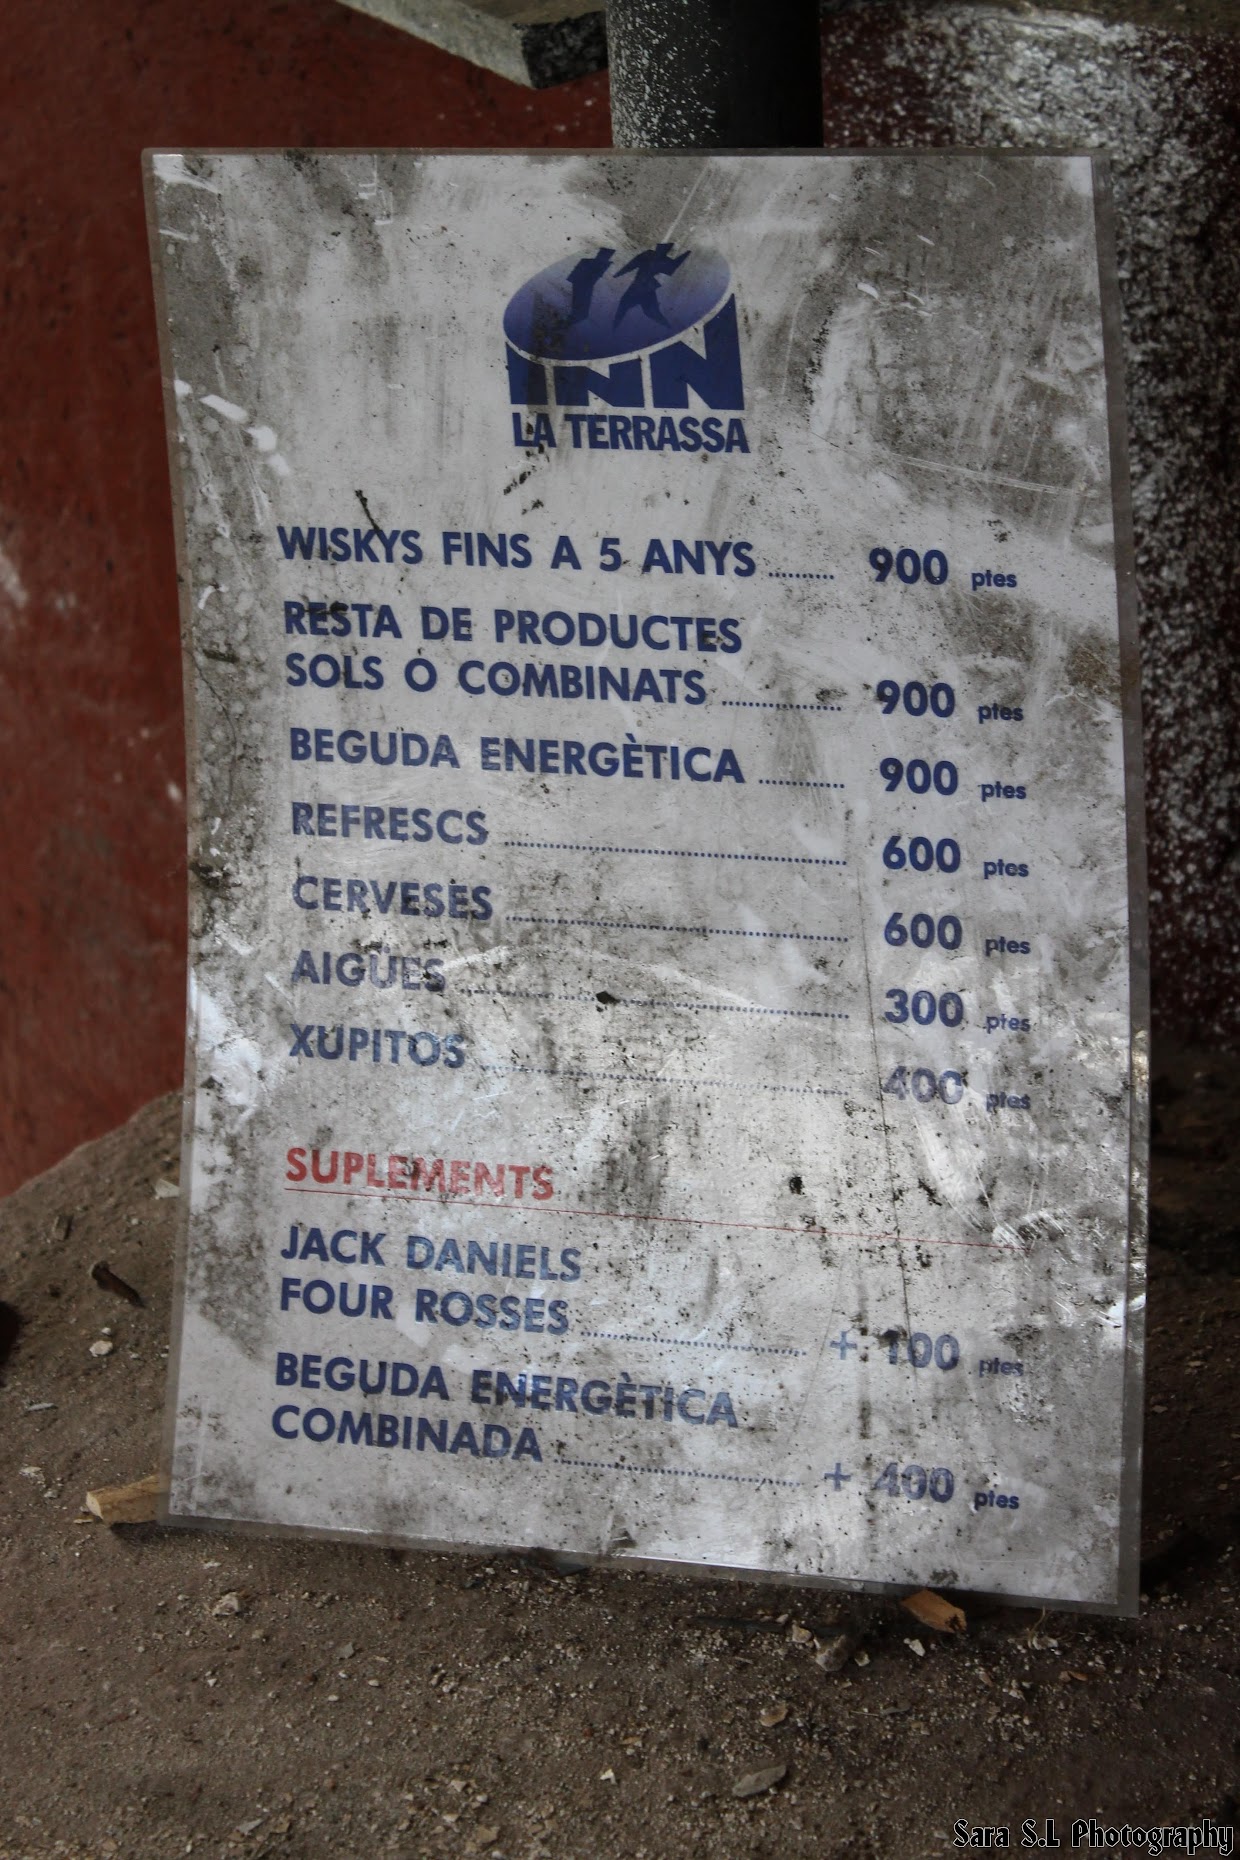 INN
LA TERRASSA
WISKYS FINS A 5 ANYS .......... 900 ptes
RESTA DE PRODUCTES
SOLS O COMBINATS .................. 900 ptes
BEGUDA ENERGÈTICA ............. 900 ptes
REFRESCS .................................................... 600 ptes
CERVESES .................................................... 600 ptes
AIGÜES .......................................................... 300 ptes
XUPITOS ....................................................... 400 ptes
SUPLEMENTS
JACK DANIELS
FOUR ROSSES .................................. + 100 ptes
BEGUDA ENERGÈTICA
COMBINADA ..................................... + 400 ptes
Sara S.L Photography